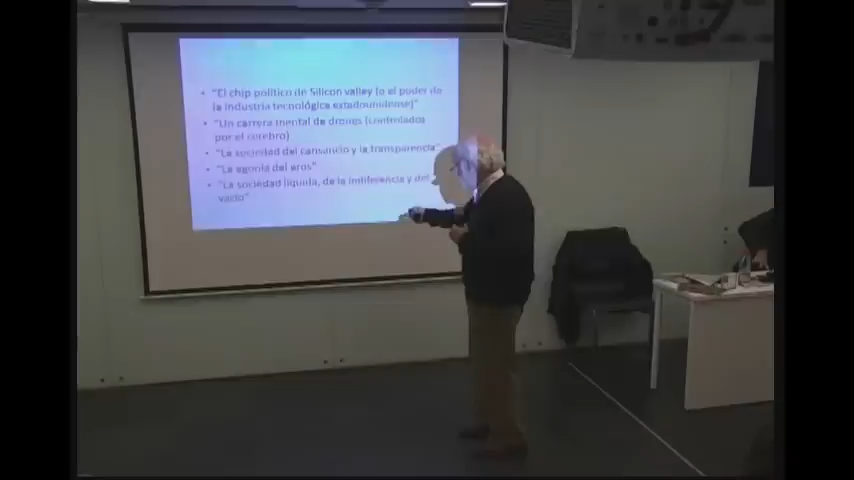 • "El chip político de Silicon valley (o el poder de
la industria tecnológica estadounidense)"
• "Un carrera mental de drongs (controlados
por el cerebro)
• "La sociedad del cansancio y la transparencia"
• "La agonía del eros"
• "La sociedad líquida, de la indiferencia y del
vacío"